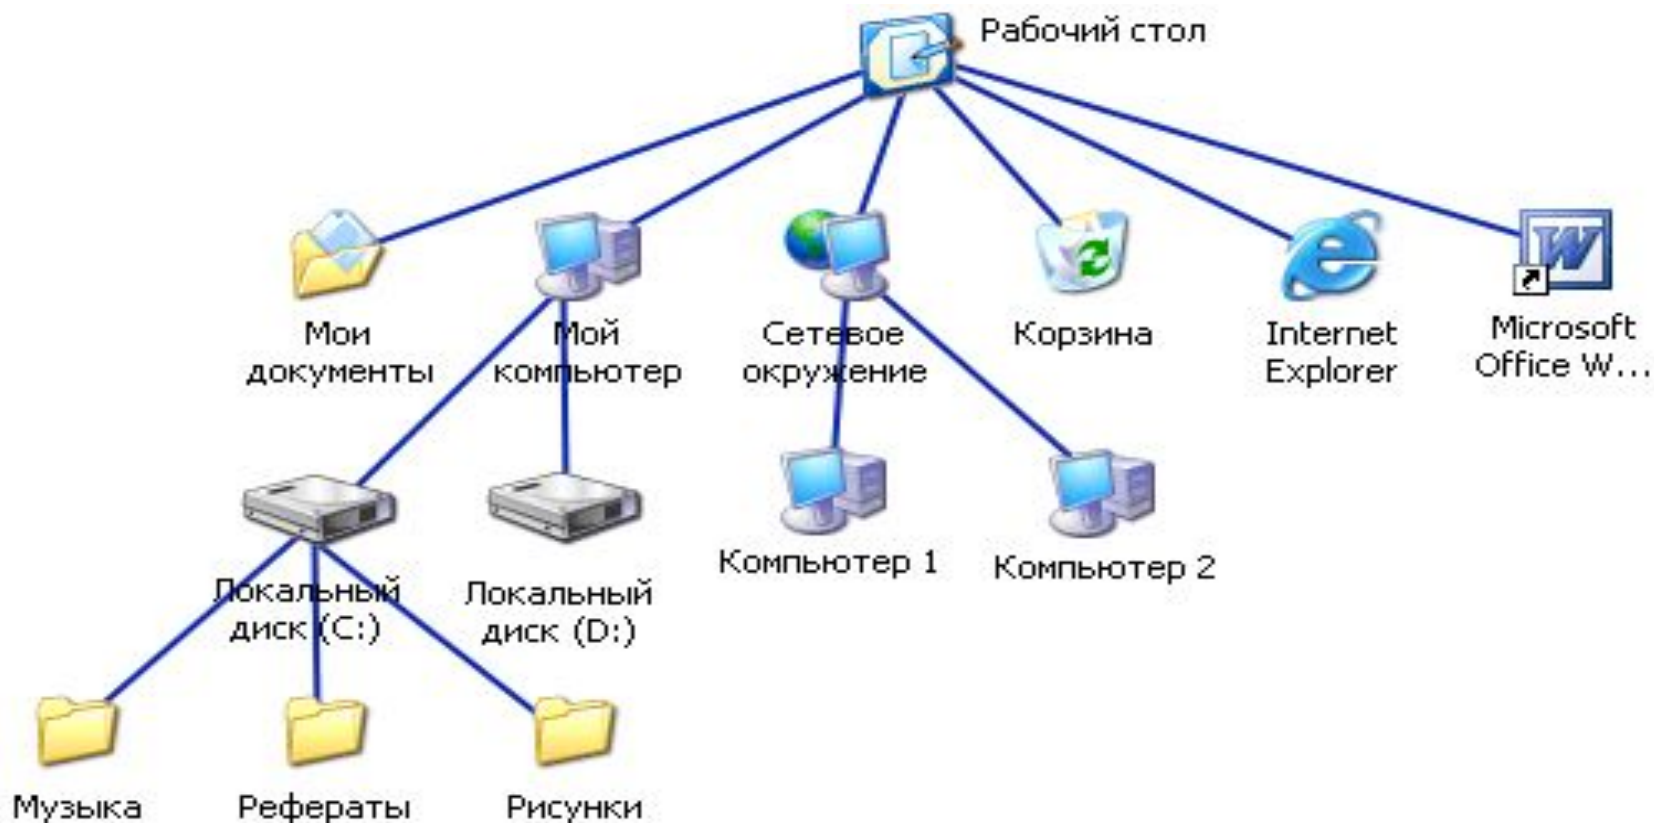 Рабочий стол
Мои
документы
Мой
компьютер
Сетевое
окружение
Корзина
Internet
Explorer
Microsoft
Office W...
Локальный
диск (C:)
Локальный
диск (D:)
Компьютер 1
Компьютер 2
Музыка
Рефераты
Рисунки